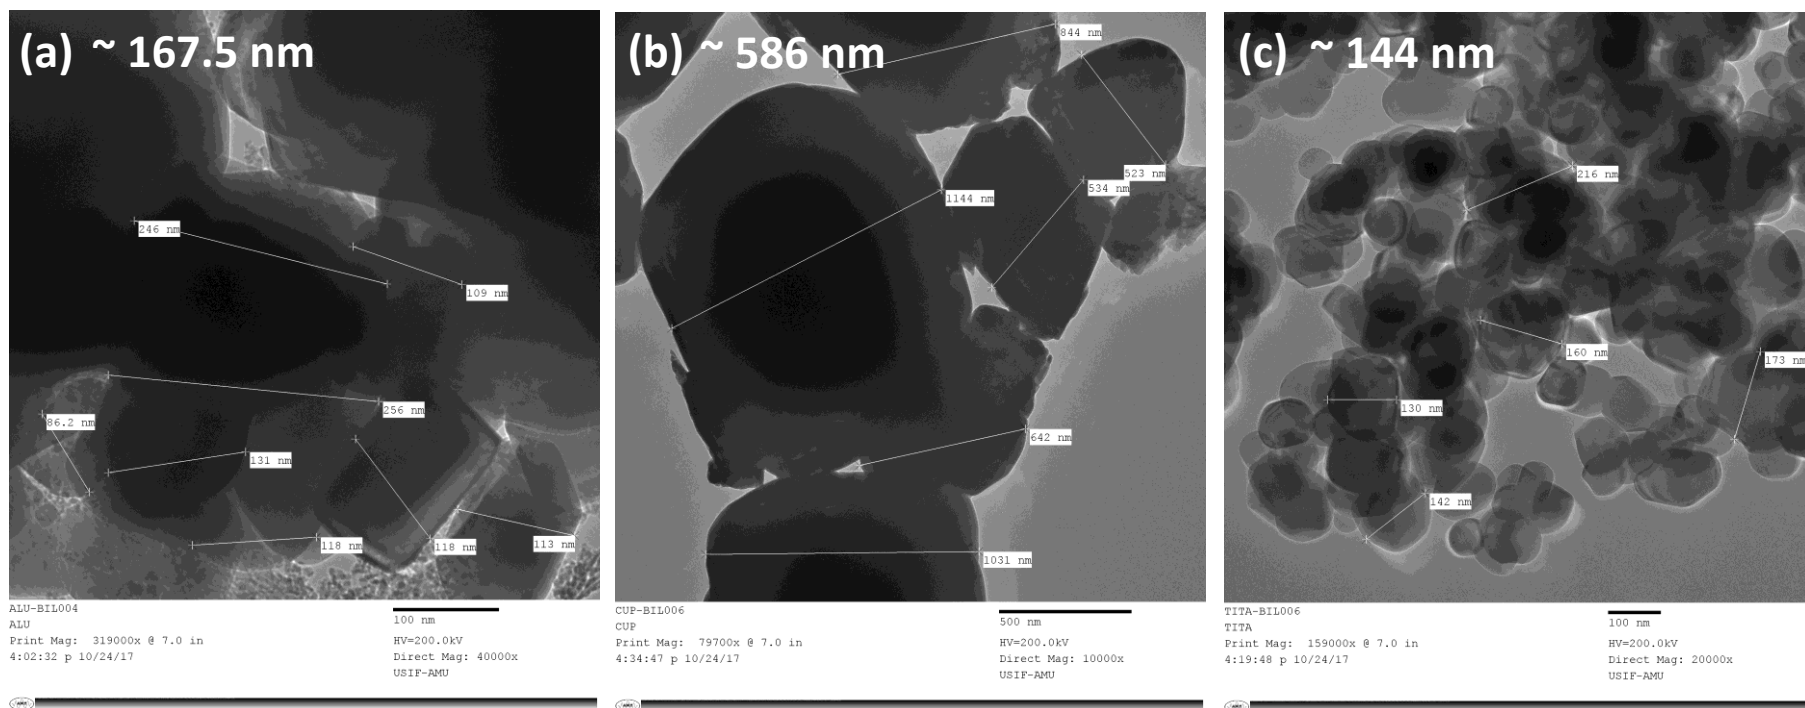 (a) ~ 167.5 nm
246 nm
109 nm
256 nm
86.2 nm
131 nm
118 nm
118 nm
113 nm
ALU-BIL004
ALU
Print Mag: 319000x @ 7.0 in
4:02:32 p 10/24/17
100 nm
HV=200.0kV
Direct Mag: 40000x
USIF-AMU
(b) ~ 586 nm
844 nm
523 nm
534 nm
1144 nm
642 nm
1031 nm
CUP-BIL006
CUP
Print Mag: 79700x @ 7.0 in
4:34:47 p 10/24/17
500 nm
HV=200.0kV
Direct Mag: 10000x
USIF-AMU
(c) ~ 144 nm
216 nm
160 nm
173 nm
130 nm
142 nm
TITA-BIL006
TITA
Print Mag: 159000x @ 7.0 in
4:19:48 p 10/24/17
100 nm
HV=200.0kV
Direct Mag: 20000x
USIF-AMU